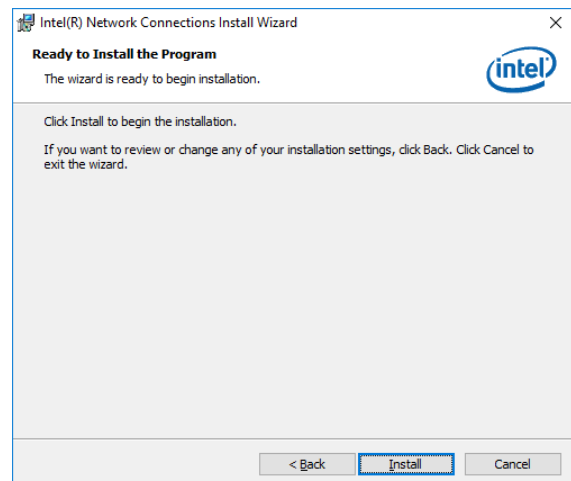 Intel(R) Network Connections Install Wizard
Ready to Install the Program
The wizard is ready to begin installation.
intel
Click Install to begin the installation.
If you want to review or change any of your installation settings, click Back. Click Cancel to
exit the wizard.
< Back
Install
Cancel